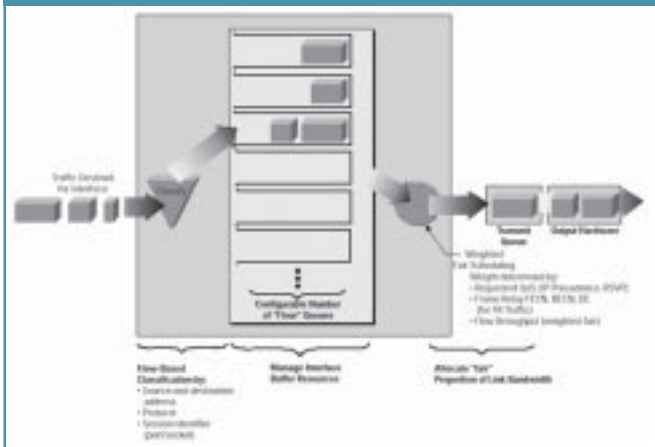 Traffic Destined
for Interface
Transmit
Queue
Output Hardware
Weighted
Fair Scheduling
Weight determined by:
• Requested QoS (IP Precedence, RSVP)
• Frame Relay FECN, BECN, DE
(for FR Traffic)
• Flow throughput (weighted-fair)
Configurable Number
of "Flow" Queues
Flow-Based
Classification by:
• Source and destination
address
• Protocol
• Session identifier
(port/socket)
Manage Interface
Buffer Resources
Allocate "Fair"
Proportion of Link Bandwidth